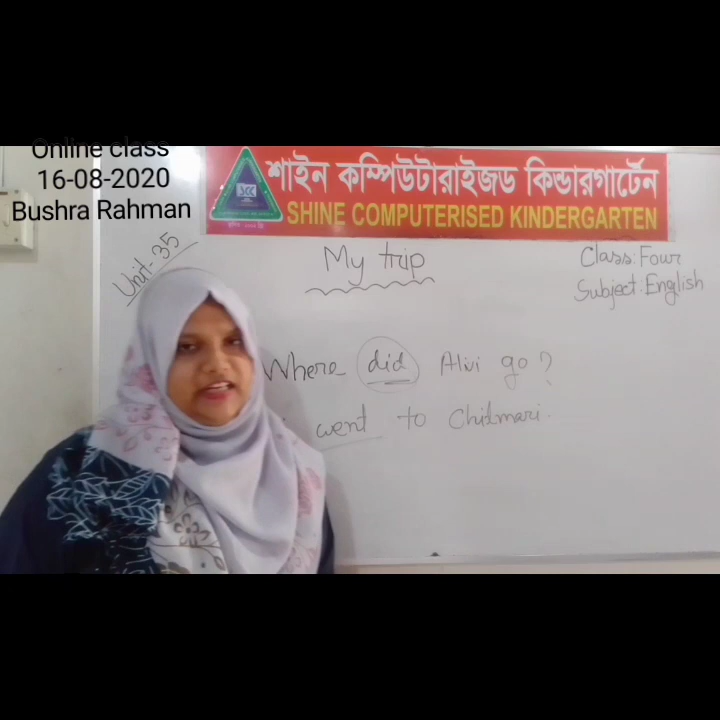 Online class
16-08-2020
Bushra Rahman
শাইন কম্পিউটারাইজড কিন্ডারগার্টেন
SHINE COMPUTERISED KINDERGARTEN
Unit-35
My trip
Class: Four
Subject: English
Where did Alvi go?
went to Chilmari.